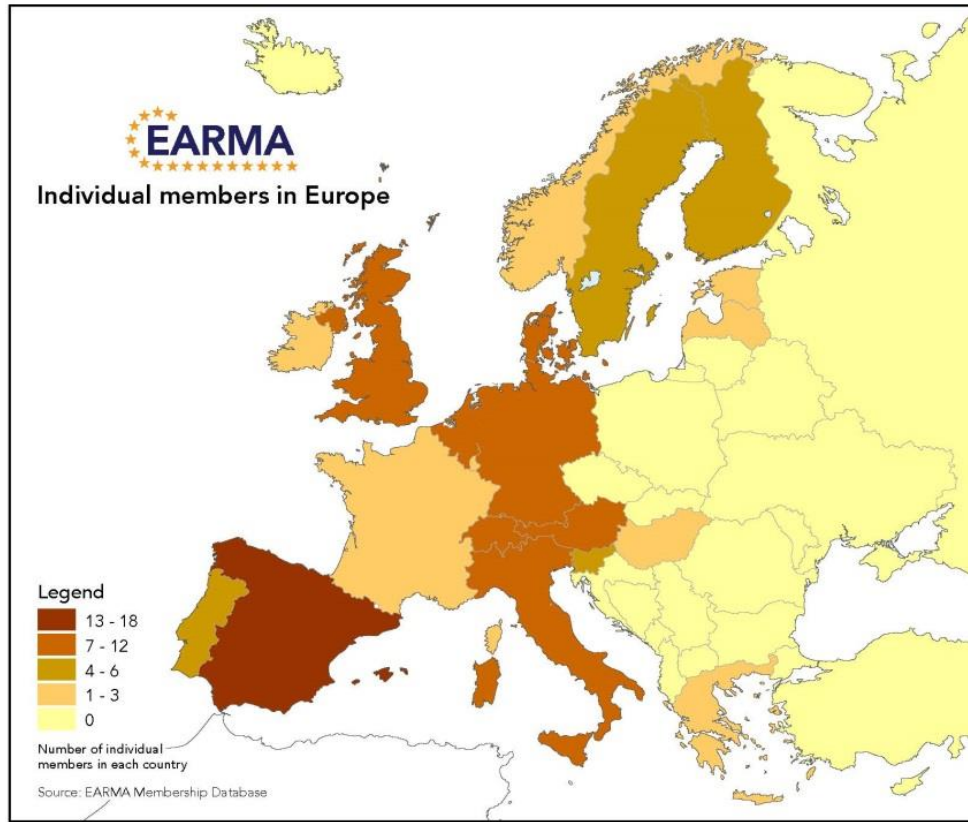 EARMA
Individual members in Europe
Legend
13 - 18
7 - 12
4 - 6
1 - 3
0
Number of individual
members in each country
Source: EARMA Membership Database